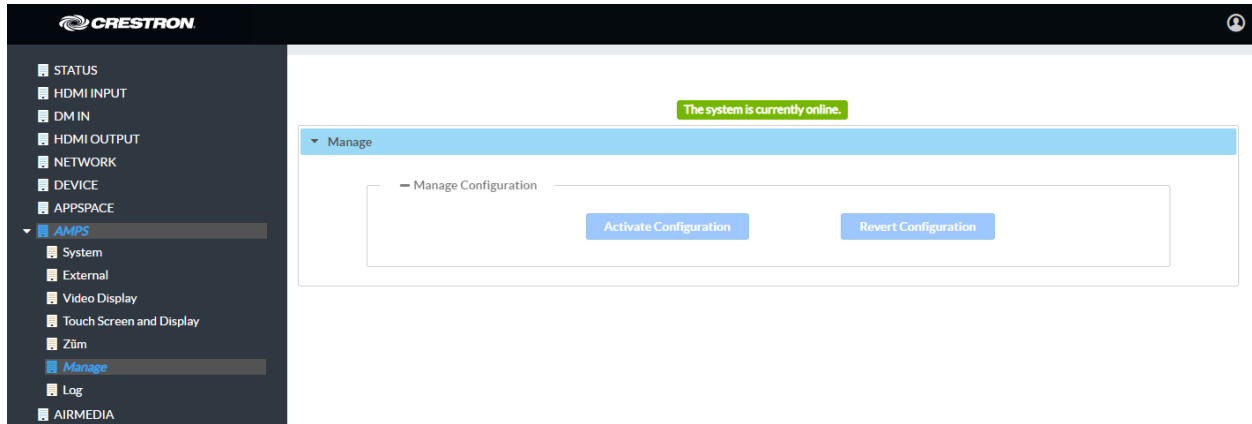 CRESTRON.
STATUS
HDMI INPUT
DM IN
HDMI OUTPUT
NETWORK
DEVICE
APPSPACE
AMPS
System
External
Video Display
Touch Screen and Display
Zūm
Manage
Log
AIRMEDIA
The system is currently online.
Manage
Manage Configuration
Activate Configuration
Revert Configuration